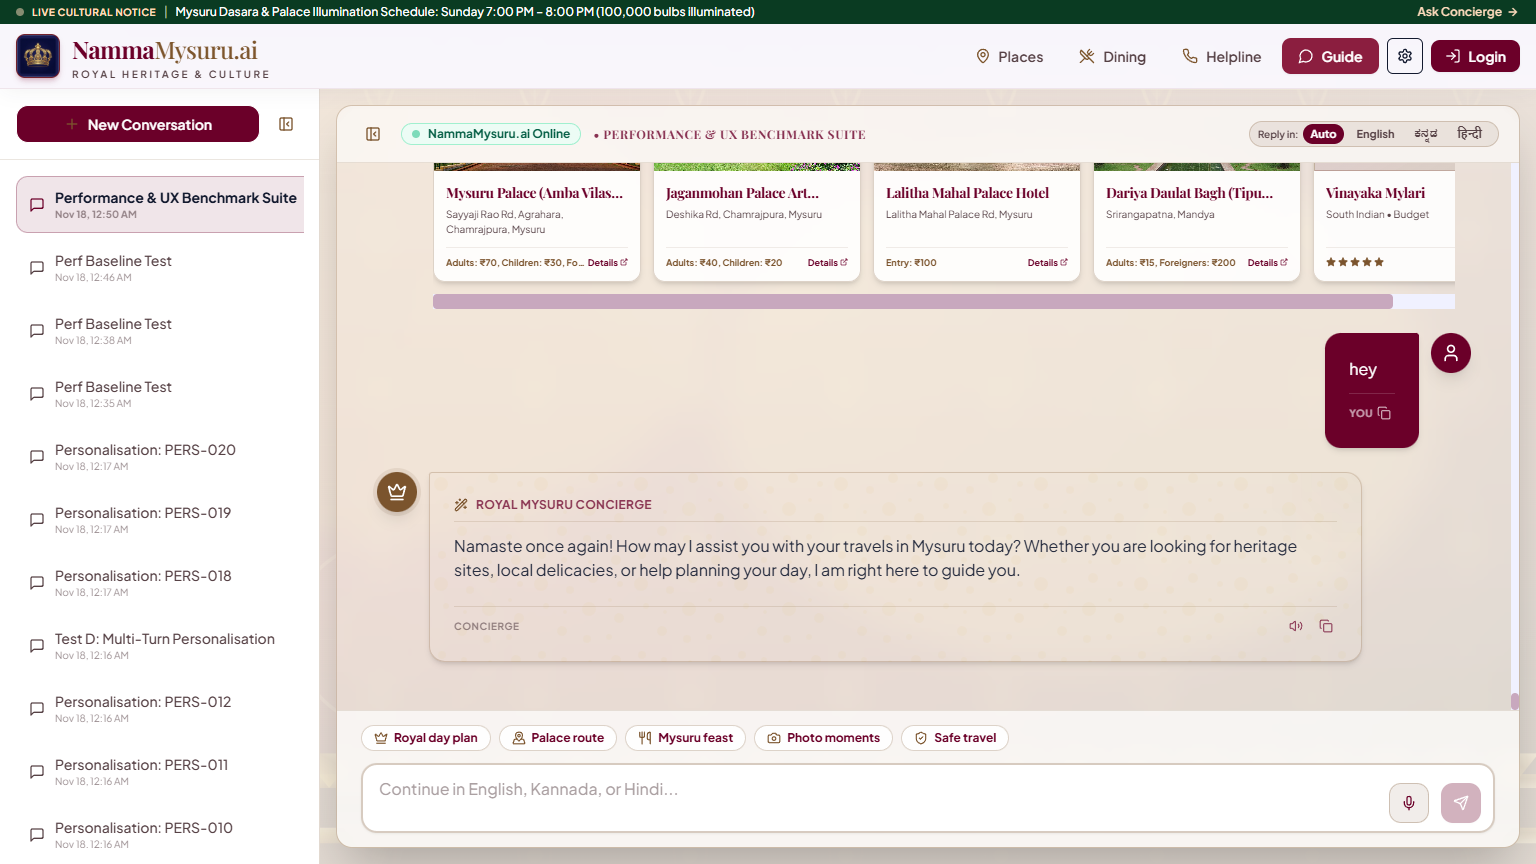 LIVE CULTURAL NOTICE | Mysuru Dasara & Palace Illumination Schedule: Sunday 7:00 PM – 8:00 PM (100,000 bulbs illuminated)
Ask Concierge →
NammaMysuru.ai
ROYAL HERITAGE & CULTURE
Places
Dining
Helpline
Guide
Login
+ New Conversation
Performance & UX Benchmark Suite
Nov 18, 12:50 AM
Perf Baseline Test
Nov 18, 12:46 AM
Perf Baseline Test
Nov 18, 12:38 AM
Perf Baseline Test
Nov 18, 12:35 AM
Personalisation: PERS-020
Nov 18, 12:17 AM
Personalisation: PERS-019
Nov 18, 12:17 AM
Personalisation: PERS-018
Nov 18, 12:17 AM
Test D: Multi-Turn Personalisation
Nov 18, 12:16 AM
Personalisation: PERS-012
Nov 18, 12:16 AM
Personalisation: PERS-011
Nov 18, 12:16 AM
Personalisation: PERS-010
Nov 18, 12:16 AM
NammaMysuru.ai Online
• PERFORMANCE & UX BENCHMARK SUITE
Reply in: Auto English ಕನ್ನಡ हिन्दी
Mysuru Palace (Amba Vilas...
Sayyaji Rao Rd, Agrahara,
Chamrajpura, Mysuru
Adults: ₹70, Children: ₹30, Fo... Details
Jaganmohan Palace Art...
Deshika Rd, Chamrajpura, Mysuru
Adults: ₹40, Children: ₹20 Details
Lalitha Mahal Palace Hotel
Lalitha Mahal Palace Rd, Mysuru
Entry: ₹100 Details
Dariya Daulat Bagh (Tipu...
Srirangapatna, Mandya
Adults: ₹15, Foreigners: ₹200 Details
Vinayaka Mylari
South Indian • Budget
★★★★★
hey
YOU
ROYAL MYSURU CONCIERGE
Namaste once again! How may I assist you with your travels in Mysuru today? Whether you are looking for heritage
sites, local delicacies, or help planning your day, I am right here to guide you.
CONCIERGE
Royal day plan
Palace route
Mysuru feast
Photo moments
Safe travel
Continue in English, Kannada, or Hindi...